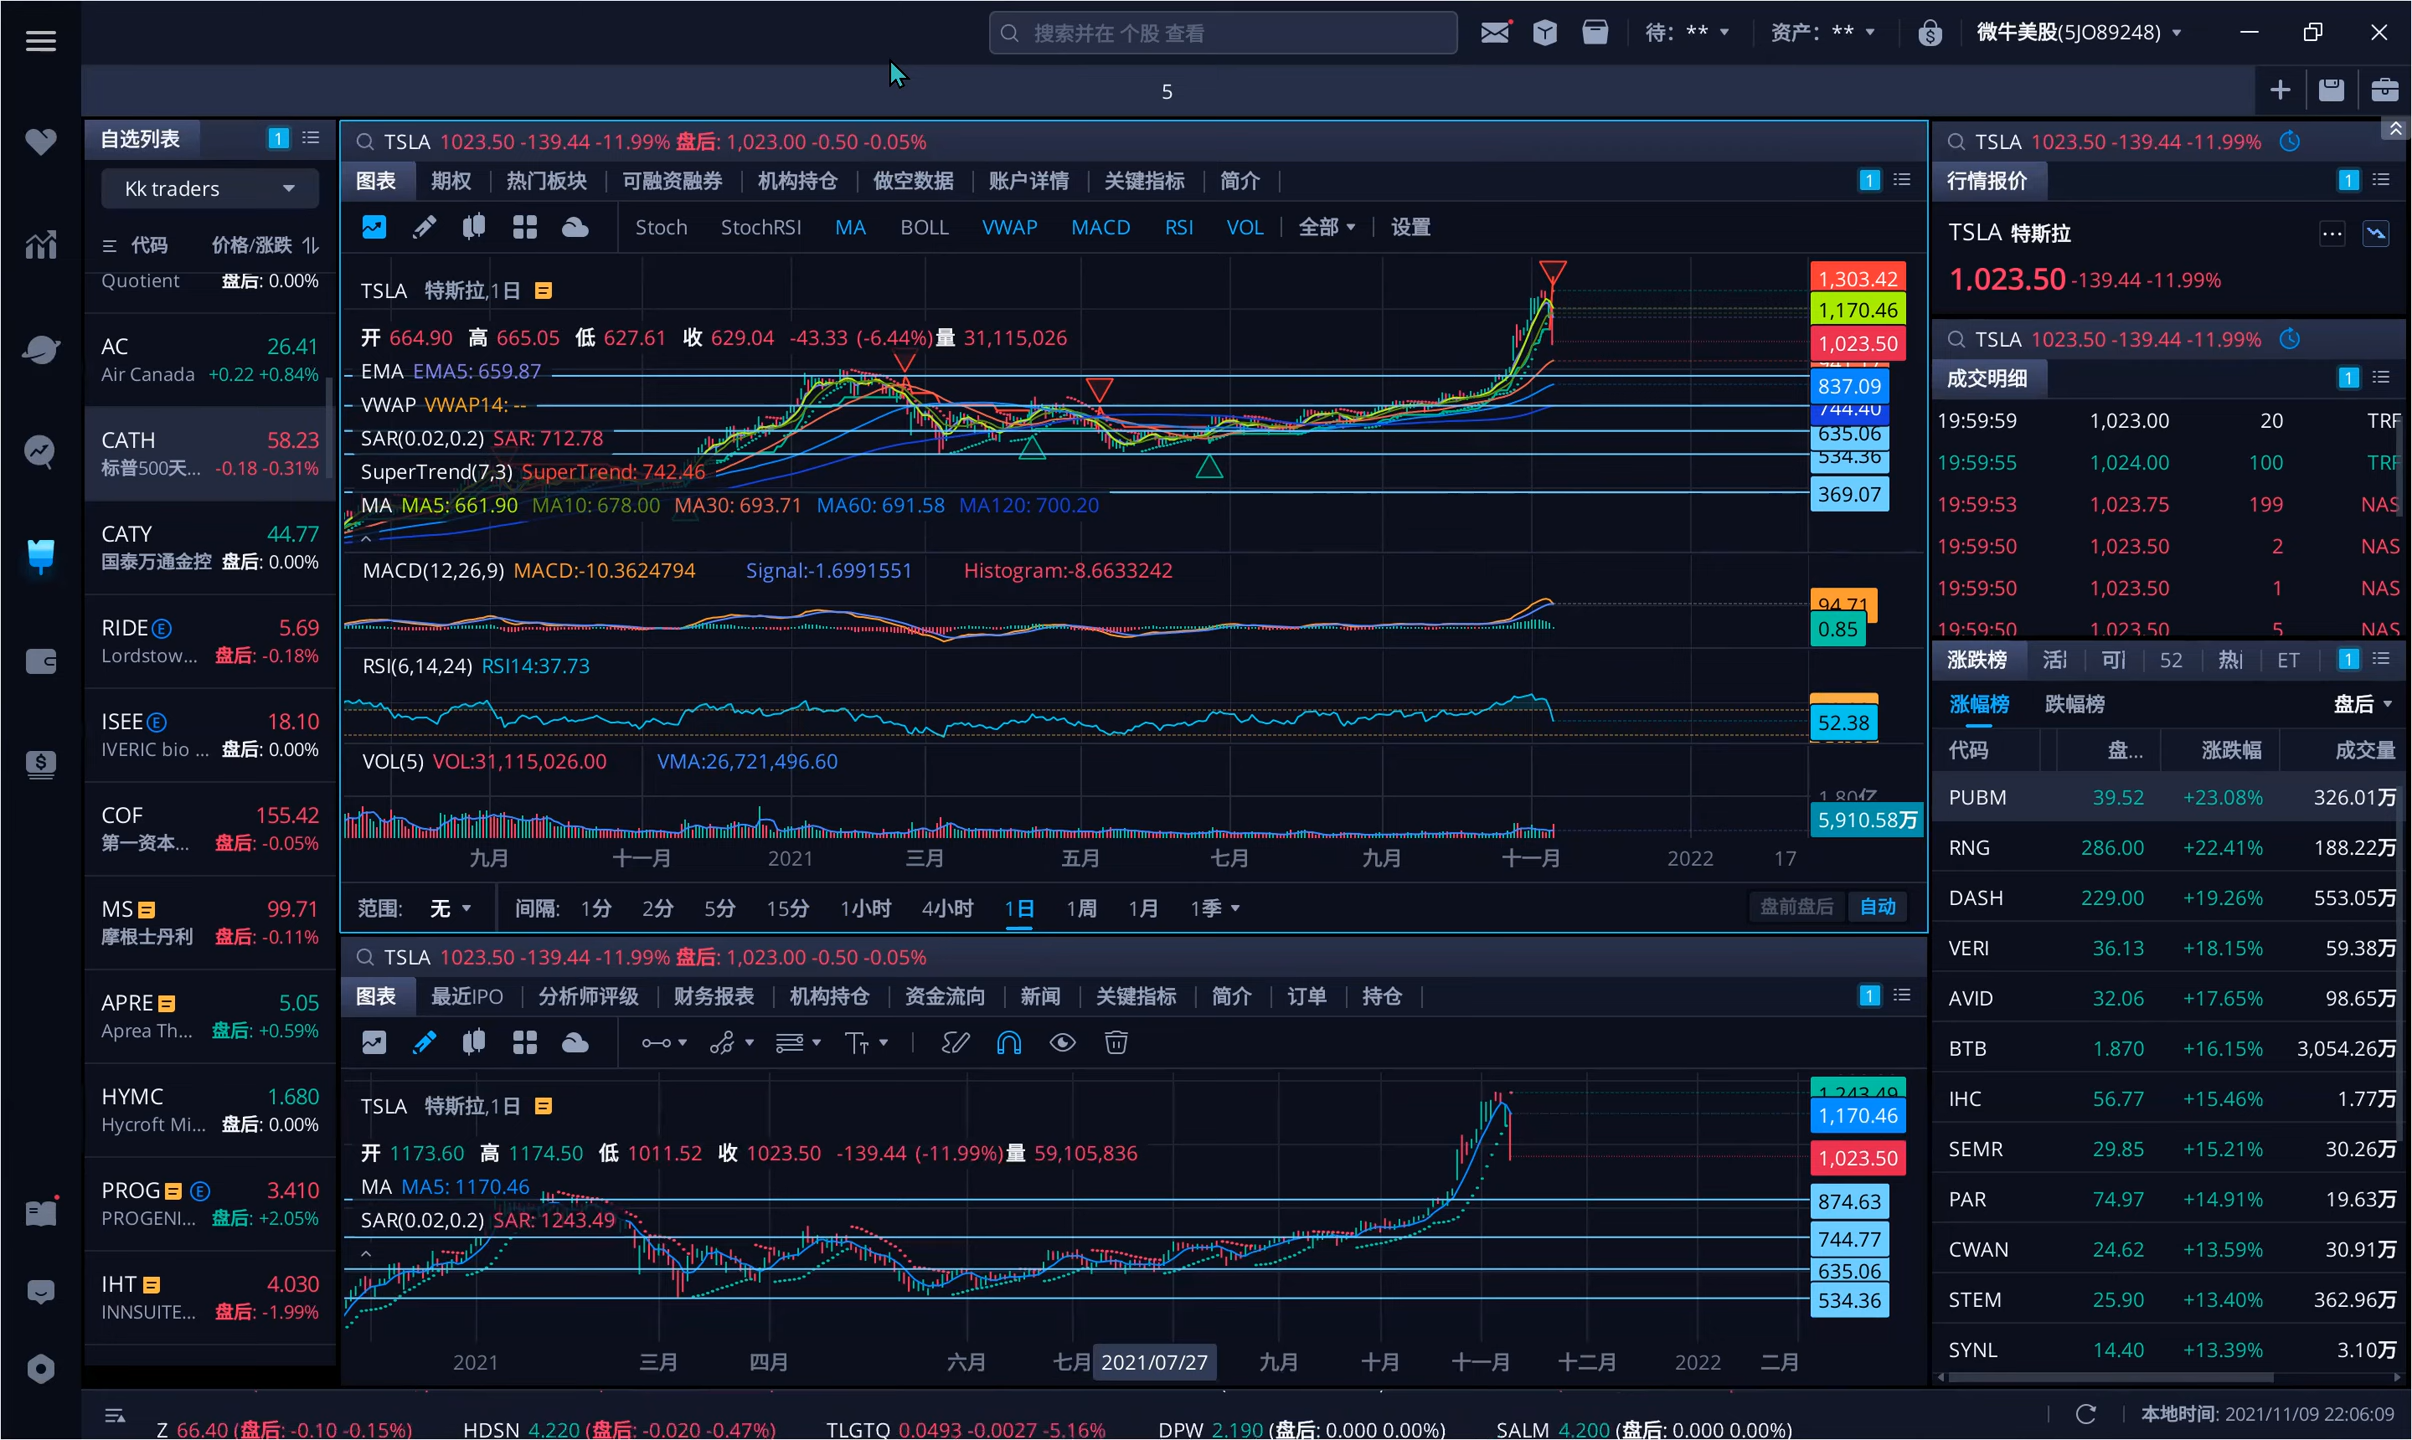 搜索并在 个股 查看
待: **
资产: **
微牛美股(5JO89248)
5
自选列表
1
Kk traders
代码 价格/涨跌
Quotient 盘后: 0.00%
AC 26.41
Air Canada +0.22 +0.84%
CATH 58.23
标普500天... -0.18 -0.31%
CATY 44.77
国泰万通金控 盘后: 0.00%
RIDE E 5.69
Lordstow... 盘后: -0.18%
ISEE E 18.10
IVERIC bio ... 盘后: 0.00%
COF 155.42
第一资本... 盘后: -0.05%
MS 99.71
摩根士丹利 盘后: -0.11%
APRE 5.05
Aprea Th... 盘后: +0.59%
HYMC 1.680
Hycroft Mi... 盘后: 0.00%
PROG E 3.410
PROGENI... 盘后: +2.05%
IHT 4.030
INNSUITE... 盘后: -1.99%
TSLA 1023.50 -139.44 -11.99% 盘后: 1,023.00 -0.50 -0.05%
图表 期权 热门板块 可融资融券 机构持仓 做空数据 账户详情 关键指标 简介 1
Stoch StochRSI MA BOLL VWAP MACD RSI VOL 全部 设置
TSLA 特斯拉,1日
开 664.90 高 665.05 低 627.61 收 629.04 -43.33 (-6.44%)量 31,115,026
EMA EMA5: 659.87
VWAP VWAP14: --
SAR(0.02,0.2) SAR: 712.78
SuperTrend(7,3) SuperTrend: 742.46
MA MA5: 661.90 MA10: 678.00 MA30: 693.71 MA60: 691.58 MA120: 700.20
1,303.42
1,170.46
1,023.50
837.09
744.40
635.06
534.36
369.07
MACD(12,26,9) MACD:-10.3624794 Signal:-1.6991551 Histogram:-8.6633242
94.71
0.85
RSI(6,14,24) RSI14:37.73
52.38
VOL(5) VOL:31,115,026.00 VMA:26,721,496.60
1.80亿
5,910.58万
九月 十一月 2021 三月 五月 七月 九月 十一月 2022 17
范围: 无 间隔: 1分 2分 5分 15分 1小时 4小时 1日 1周 1月 1季 盘前盘后 自动
TSLA 1023.50 -139.44 -11.99% 盘后: 1,023.00 -0.50 -0.05%
图表 最近IPO 分析师评级 财务报表 机构持仓 资金流向 新闻 关键指标 简介 订单 持仓 1
TSLA 特斯拉,1日
开 1173.60 高 1174.50 低 1011.52 收 1023.50 -139.44 (-11.99%)量 59,105,836
MA MA5: 1170.46
SAR(0.02,0.2) SAR: 1243.49
1,243.49
1,170.46
1,023.50
874.63
744.77
635.06
534.36
2021 三月 四月 六月 七月 2021/07/27 九月 十月 十一月 十二月 2022 二月
TSLA 1023.50 -139.44 -11.99%
行情报价 1
TSLA 特斯拉
1,023.50 -139.44 -11.99%
TSLA 1023.50 -139.44 -11.99%
成交明细 1
19:59:59 1,023.00 20 TRF
19:59:55 1,024.00 100 TRF
19:59:53 1,023.75 199 NAS
19:59:50 1,023.50 2 NAS
19:59:50 1,023.50 1 NAS
19:59:50 1,023.50 5 NAS
涨跌榜 52 ET 1
涨幅榜 跌幅榜 盘后
代码 盘... 涨跌幅 成交量
PUBM 39.52 +23.08% 326.01万
RNG 286.00 +22.41% 188.22万
DASH 229.00 +19.26% 553.05万
VERI 36.13 +18.15% 59.38万
AVID 32.06 +17.65% 98.65万
BTB 1.870 +16.15% 3,054.26万
IHC 56.77 +15.46% 1.77万
SEMR 29.85 +15.21% 30.26万
PAR 74.97 +14.91% 19.63万
CWAN 24.62 +13.59% 30.91万
STEM 25.90 +13.40% 362.96万
SYNL 14.40 +13.39% 3.10万
Z 66.40 (盘后: -0.10 -0.15%) HDSN 4.220 (盘后: -0.020 -0.47%) TLGTQ 0.0493 -0.0027 -5.16% DPW 2.190 (盘后: 0.000 0.00%) SALM 4.200 (盘后: 0.000 0.00%)
本地时间: 2021/11/09 22:06:09